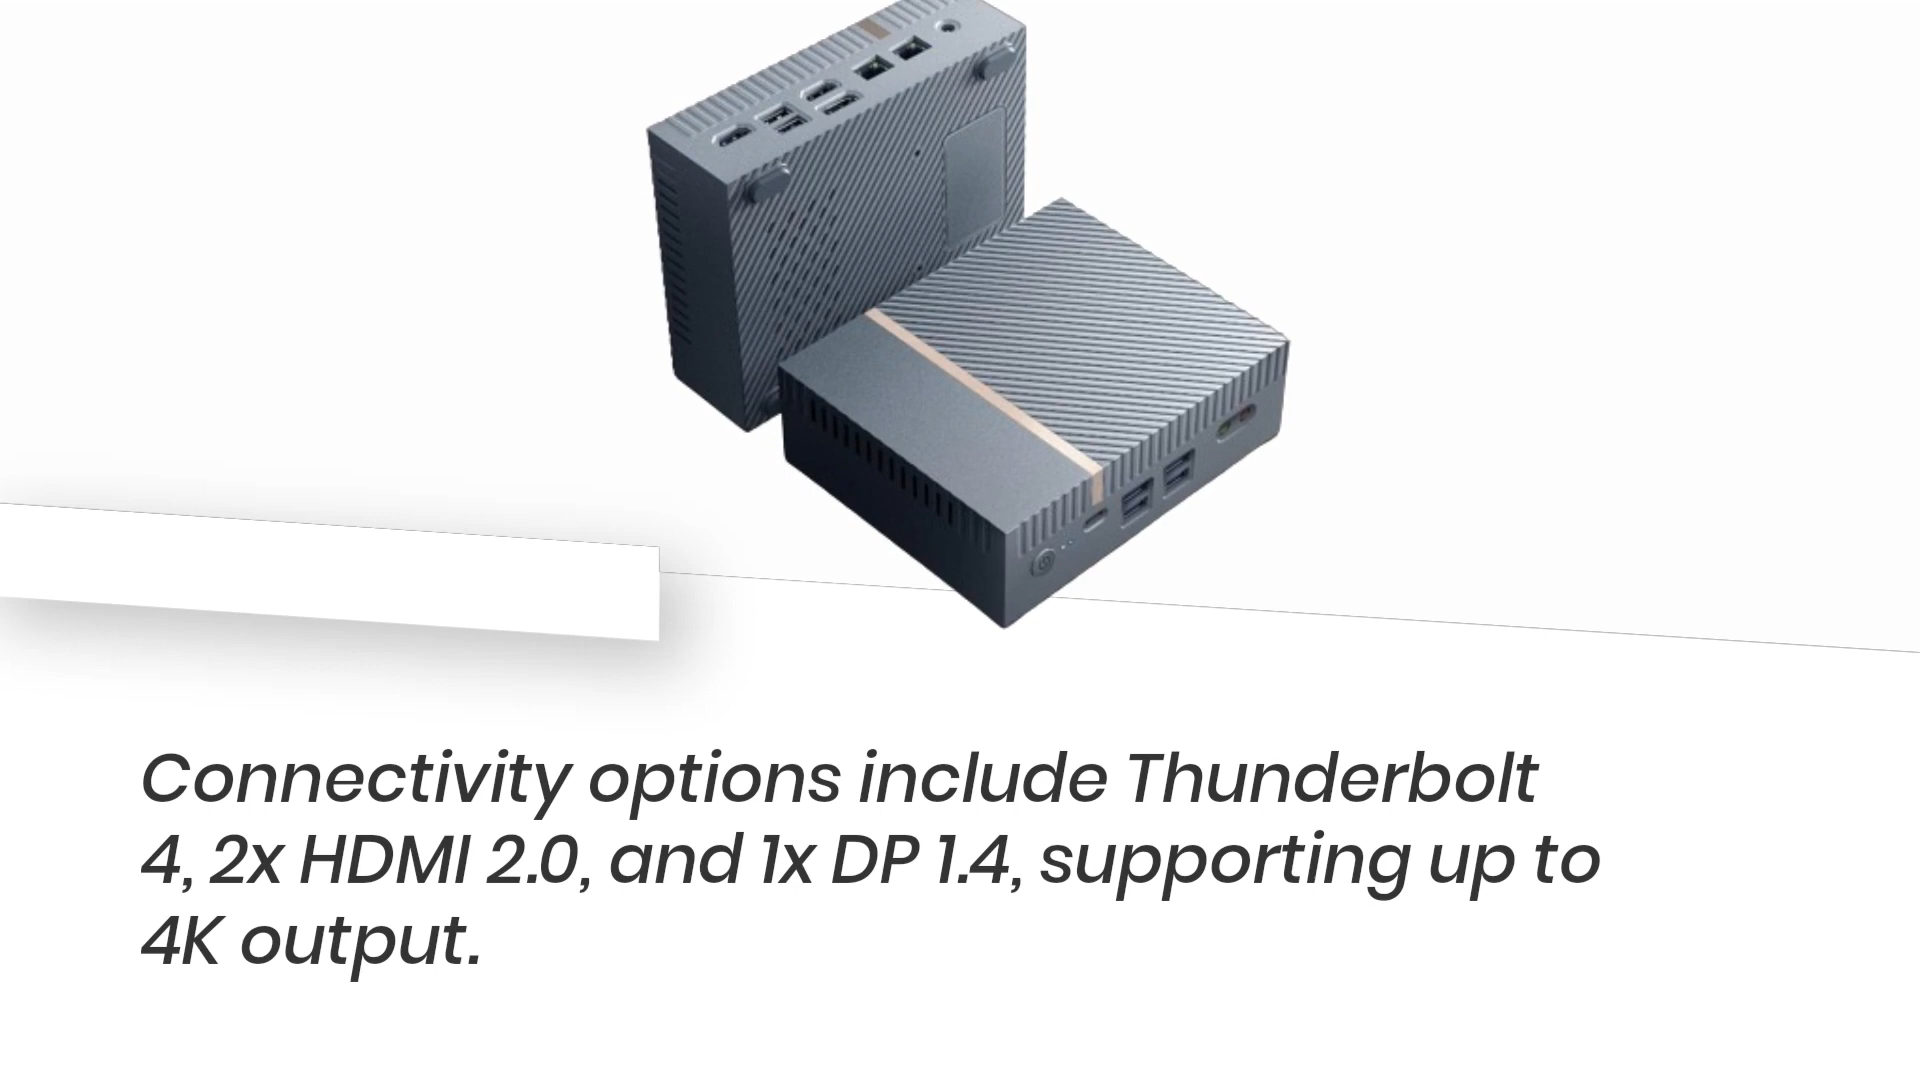 Connectivity options include Thunderbolt
4, 2x HDMI 2.0, and 1x DP 1.4, supporting up to
4K output.